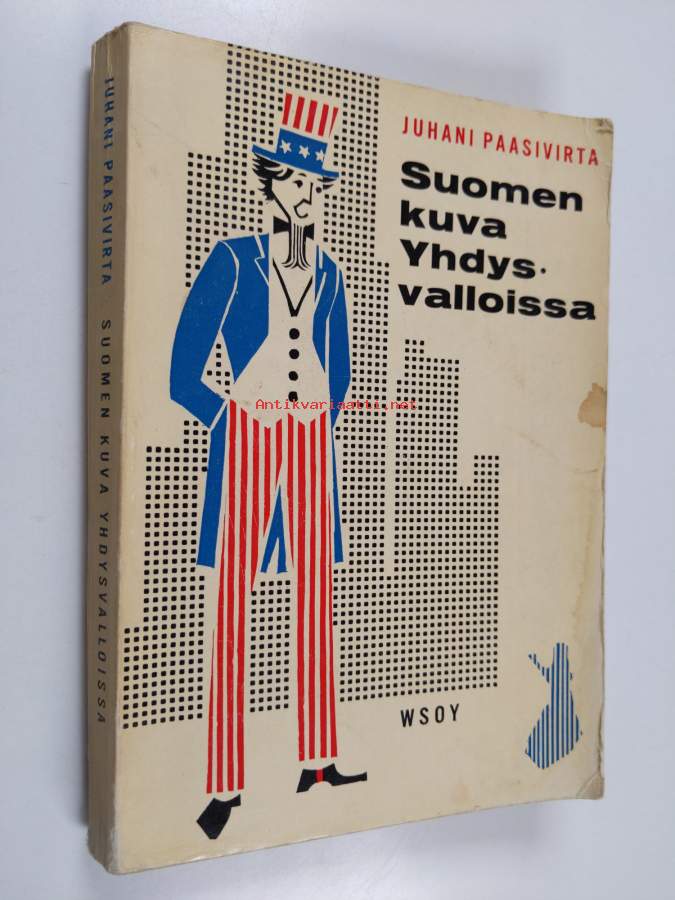 JUHANI PAASIVIRTA SUOMEN KUVA YHDYSVALLOISSA
JUHANI PAASIVIRTA
Suomen
kuva
Yhdys-
valloissa
Antikvariaatti.net
WSOY